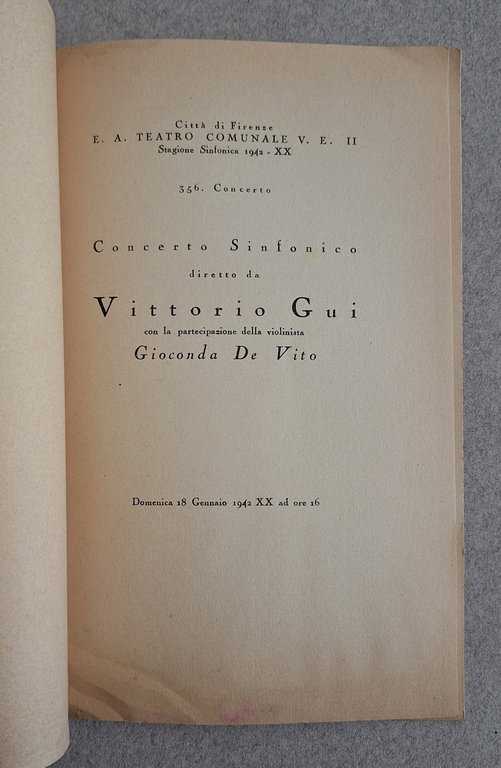 Città di Firenze
E. A. TEATRO COMUNALE V. E. II
Stagione Sinfonica 1942 - XX
356. Concerto
Concerto Sinfonico
diretto da
Vittorio Gui
con la partecipazione della violinista
Gioconda De Vito
Domenica 18 Gennaio 1942 XX ad ore 16